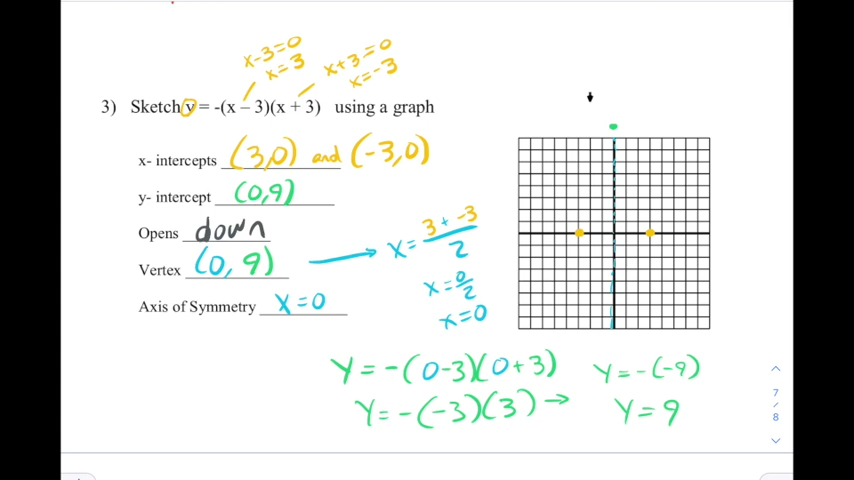 x-3=0
x=3
x+3=0
x=-3
3) Sketch y = -(x – 3)(x + 3) using a graph
x- intercepts (3,0) and (-3,0)
y- intercept (0,9)
Opens down
Vertex (0, 9)
x= 3 + -3 / 2
x= 0/2
x=0
Axis of Symmetry x=0
y=-(0-3)(0+3)
y=-(-3)(3) →
y=-(-9)
y=9
7
/
8